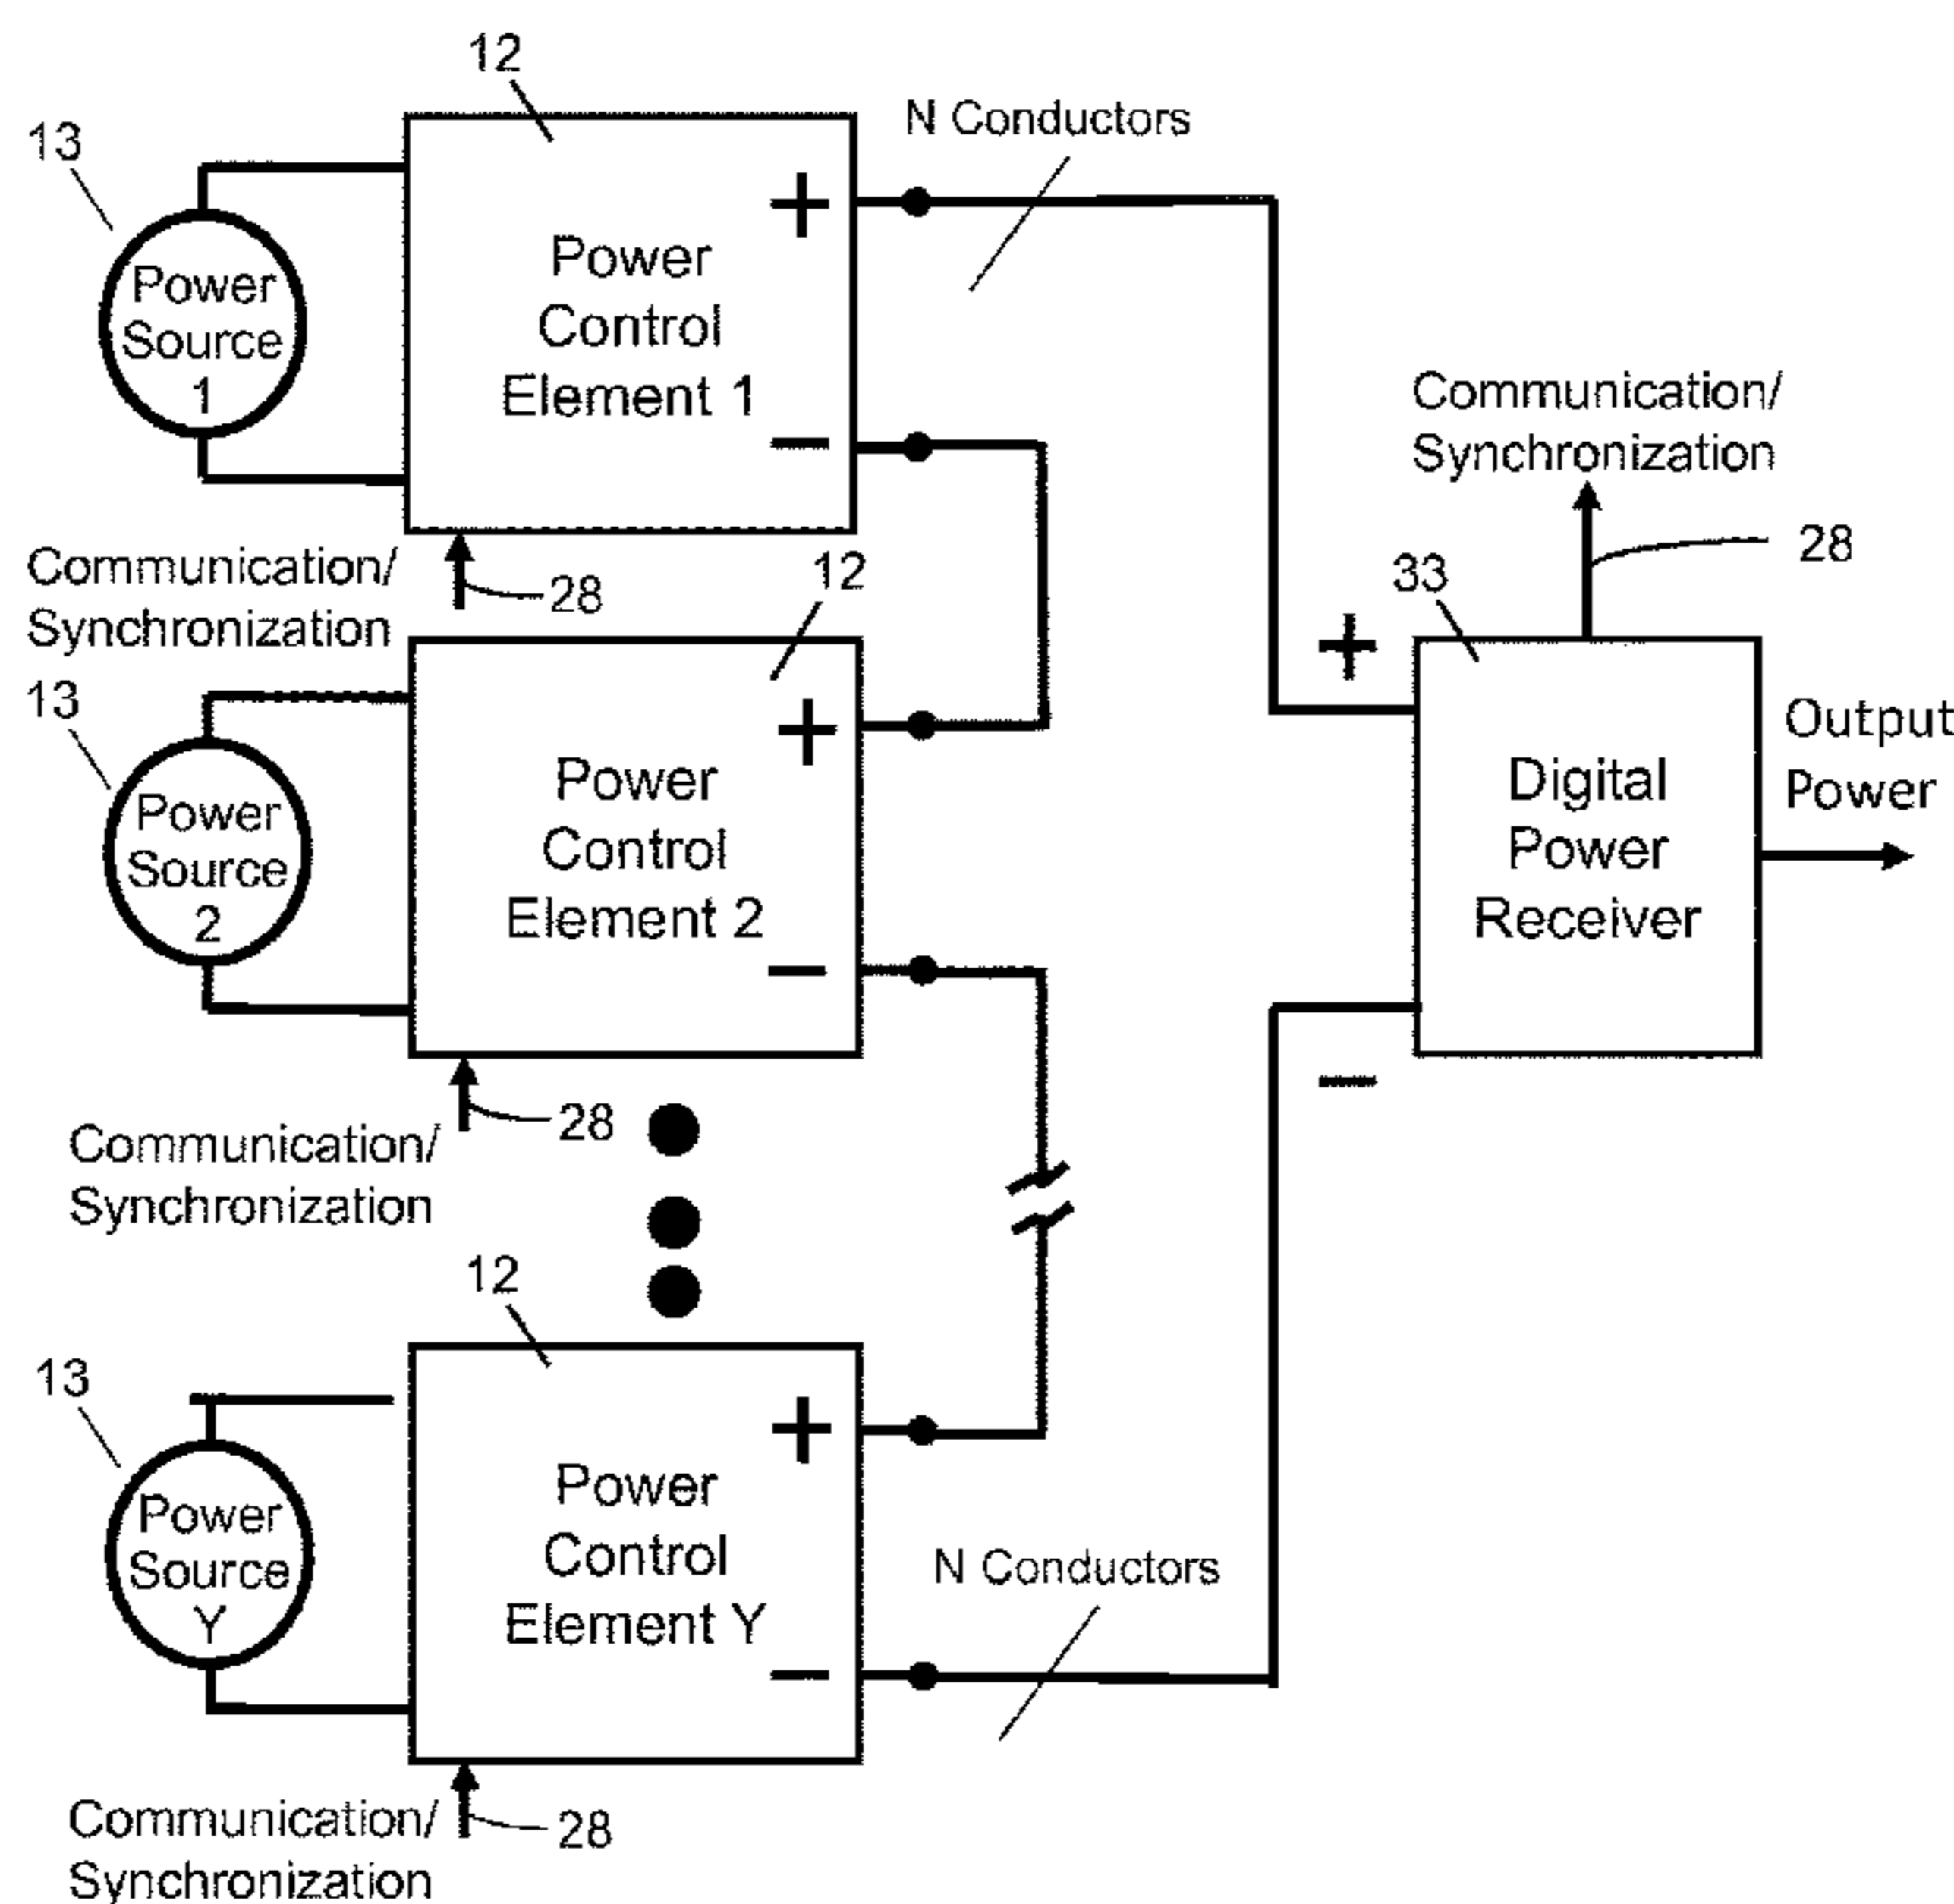 12
N Conductors
13
+
Power
Source
1
Power
Control
Element 1
−
Communication/
Synchronization
28
Communication/
Synchronization
28
12
33
+
13
+
Power
Source
2
Power
Control
Element 2
−
Digital
Power
Receiver
Output
Power
−
Communication/
Synchronization
28
12
13
+
Power
Source
Y
Power
Control
Element Y
−
N Conductors
Communication/
Synchronization
28